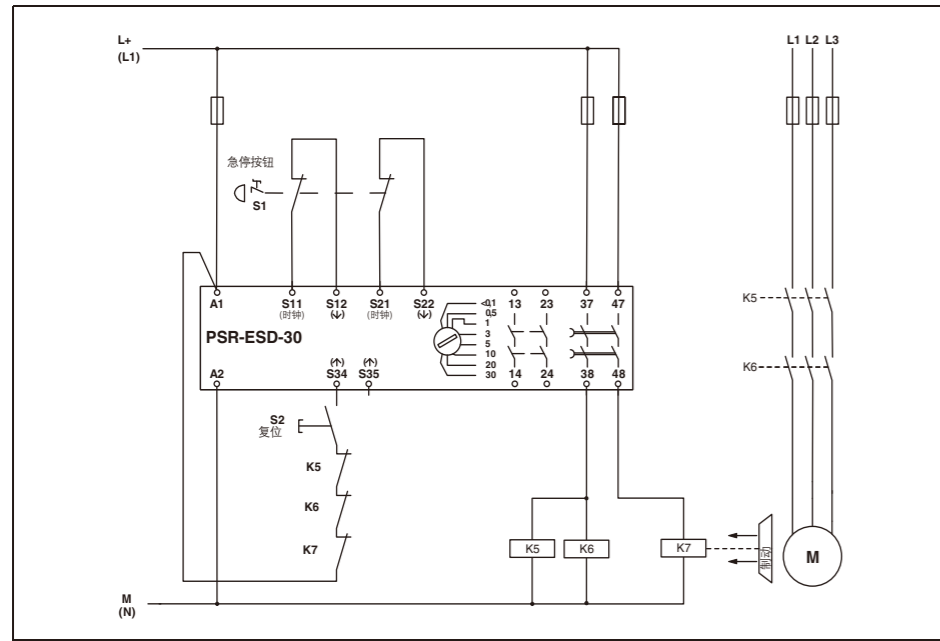 L+
(L1)
L1 L2 L3
急停按钮
S1
A1 S11 S12 S21 S22 <0,1 13 23 37 47
(时钟) (↓) (时钟) (↓) 0,5
1
PSR-ESD-30 3
5
(↑) (↑) 10
A2 S34 S35 20 14 24 38 48
30
K5
K6
S2
复位
K5
K6
K7
K5 K6 K7 制动 M
M
(N)